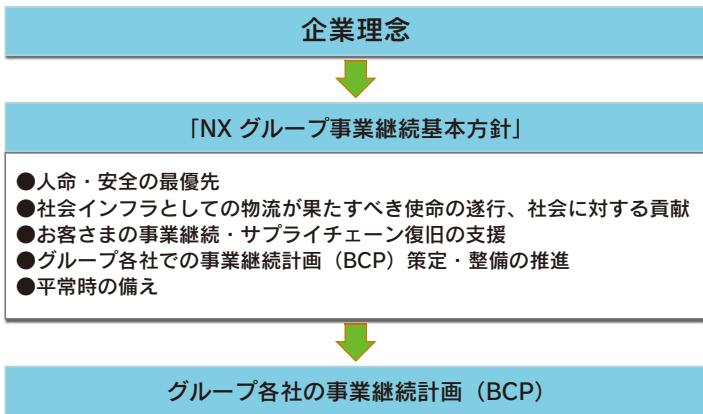 企業理念
「NX グループ事業継続基本方針」
●人命・安全の最優先
●社会インフラとしての物流が果たすべき使命の遂行、社会に対する貢献
●お客さまの事業継続・サプライチェーン復旧の支援
●グループ各社での事業継続計画（BCP）策定・整備の推進
●平常時の備え
グループ各社の事業継続計画（BCP）